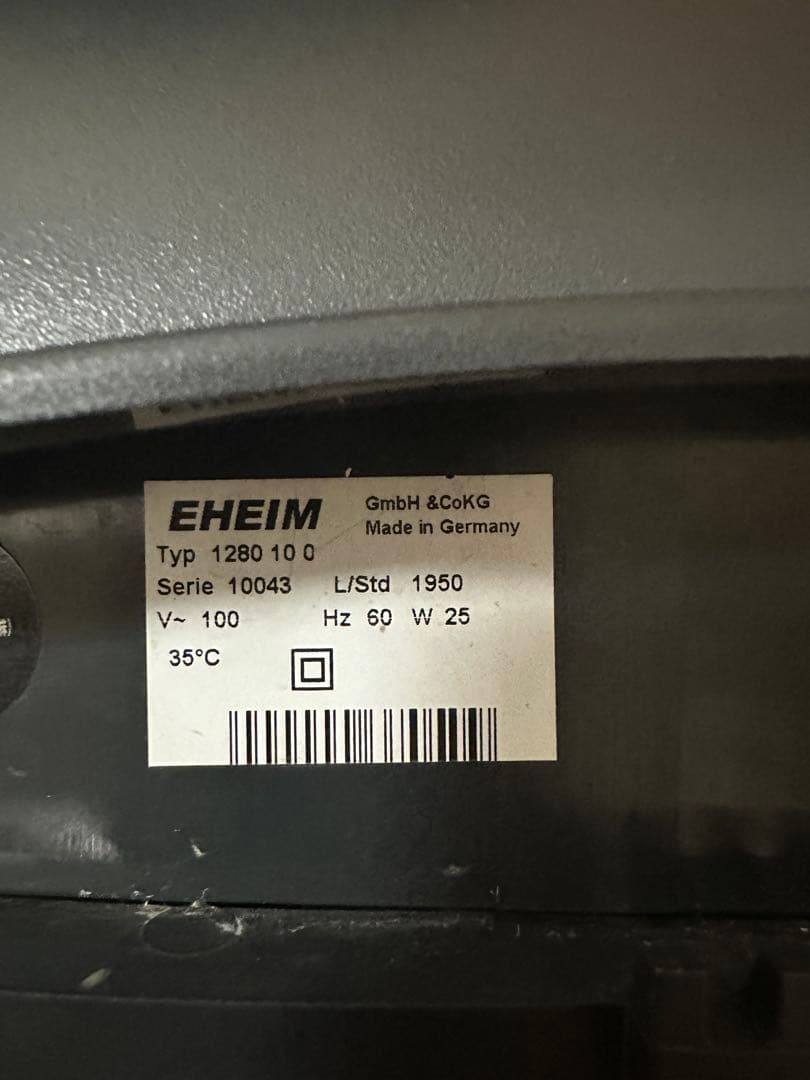 EHEIM GmbH &CoKG
Made in Germany
Typ 1280 10 0
Serie 10043 L/Std 1950
V~ 100 Hz 60 W 25
35°C